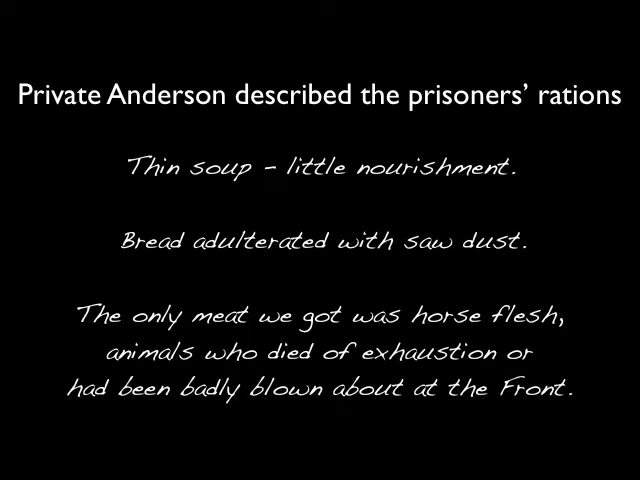 Private Anderson described the prisoners’ rations
Thin soup - little nourishment.
Bread adulterated with saw dust.
The only meat we got was horse flesh,
animals who died of exhaustion or
had been badly blown about at the Front.